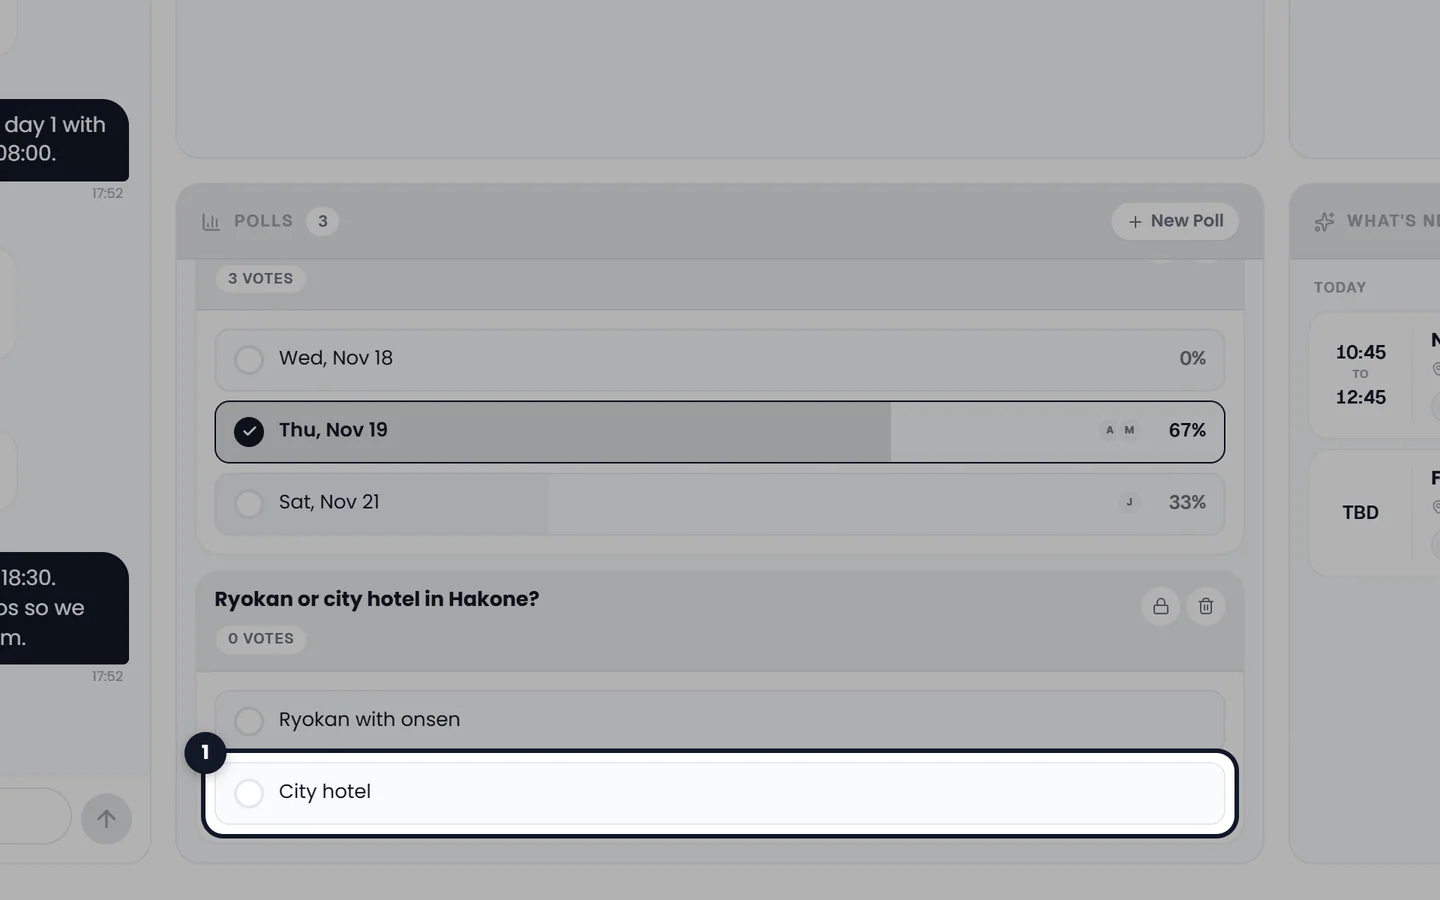 day 1 with
08:00.
17:52
18:30.
os so we
m.
17:52
POLLS 3
New Poll
3 VOTES
Wed, Nov 18 0%
Thu, Nov 19 A M 67%
Sat, Nov 21 J 33%
Ryokan or city hotel in Hakone?
0 VOTES
Ryokan with onsen
1
City hotel
WHAT'S NE
TODAY
10:45
TO
12:45
TBD